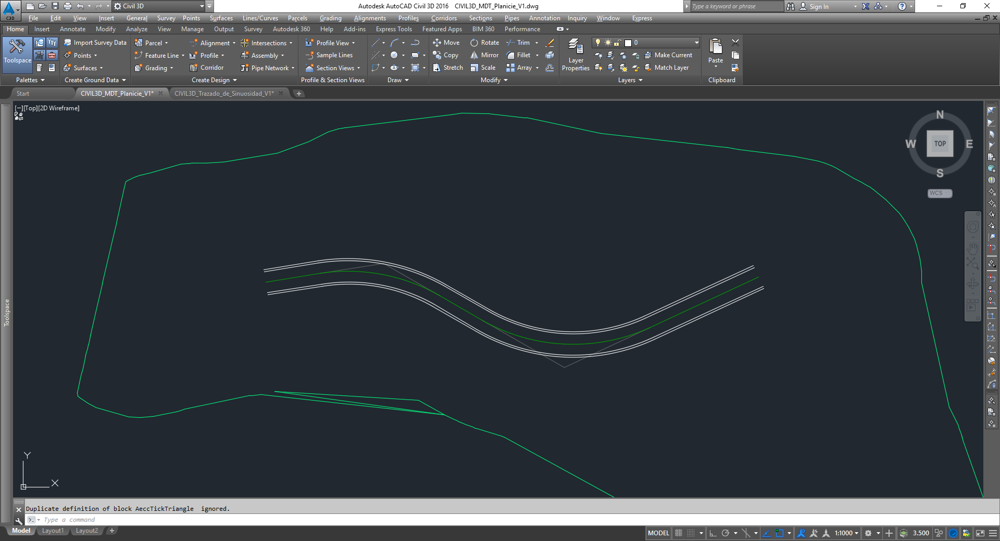 Civil 3D
Autodesk AutoCAD Civil 3D 2016 CIVIL3D_MDT_Planicie_V1.dwg
Type a keyword or phrase
Sign In
C3D
File Edit View Insert General Survey Points Surfaces Lines/Curves Parcels Grading Alignments Profiles Corridors Sections Pipes Annotation Inquiry Window Express
Home Insert Annotate Modify Analyze View Manage Output Survey Autodesk 360 Help Add-ins Express Tools Featured Apps BIM 360 Performance
Toolspace
Import Survey Data
Points
Surfaces
Parcel
Feature Line
Grading
Alignment
Profile
Corridor
Intersections
Assembly
Pipe Network
Profile View
Sample Lines
Section Views
Move
Copy
Stretch
Rotate
Mirror
Scale
Trim
Fillet
Array
Layer
Properties
0
Make Current
Match Layer
Paste
Palettes Create Ground Data Create Design Profile & Section Views Draw Modify Layers Clipboard
Start CIVIL3D_MDT_Planicie_V1* CIVIL3D_Trazado_de_Sinuosidad_V1*
[−][Top][2D Wireframe]
N
W TOP E
S
WCS
Toolspace
Y
X
Duplicate definition of block AeccTickTriangle ignored.
Type a command
Model Layout1 Layout2
MODEL 1:1000 3.500